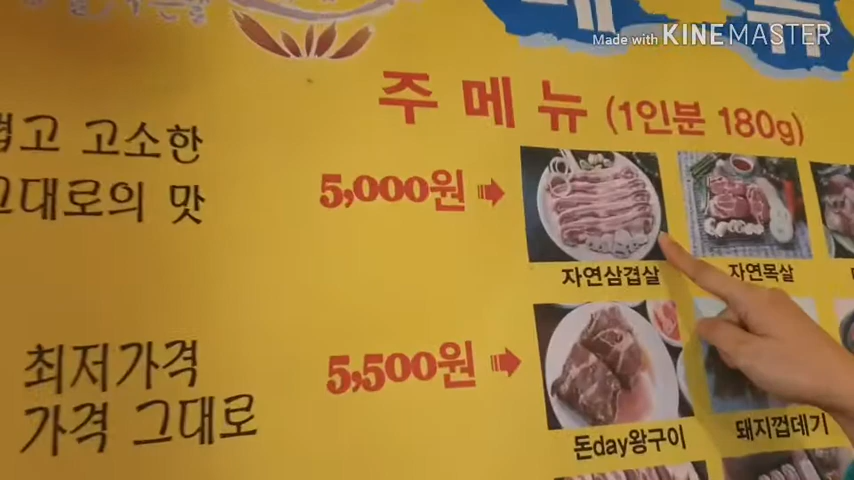 Made with KINEMASTER
주 메 뉴 (1인분 180g)
고 고소한
그대로의 맛
5,000원
자연삼겹살
자연목살
최저가격
가격 그대로
5,500원
돈day왕구이
돼지껍데기